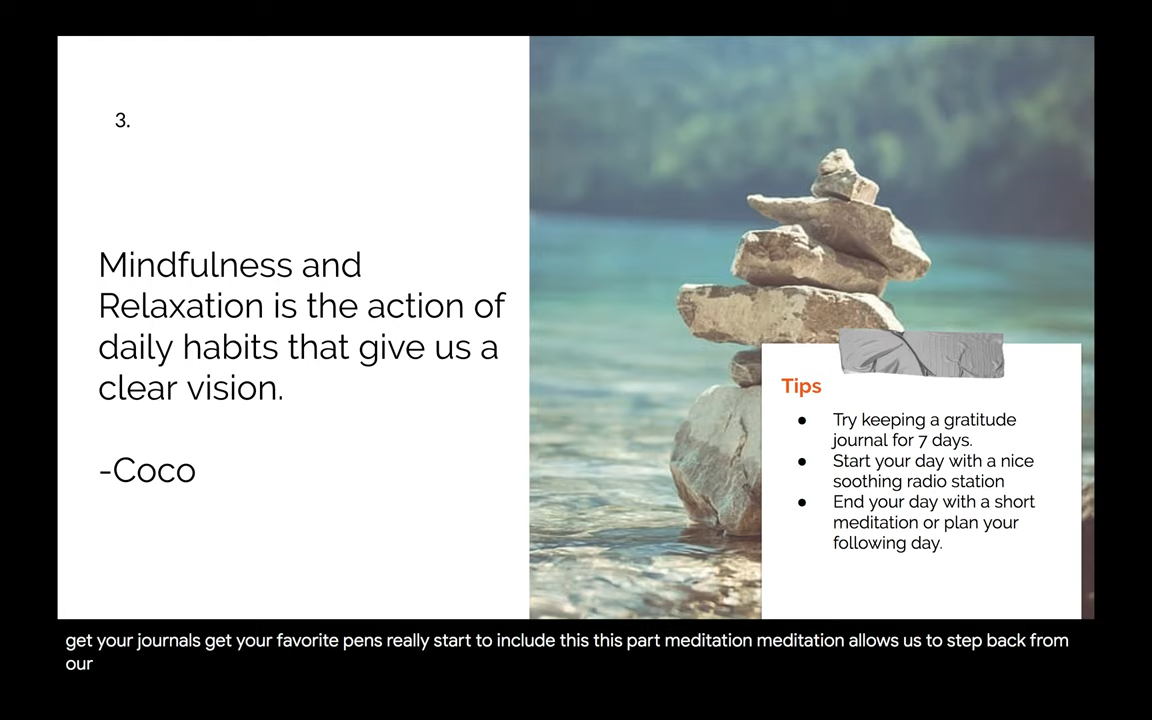 3.
Mindfulness and
Relaxation is the action of
daily habits that give us a
clear vision.
-Coco
Tips
● Try keeping a gratitude
journal for 7 days.
● Start your day with a nice
soothing radio station
● End your day with a short
meditation or plan your
following day.
get your journals get your favorite pens really start to include this this part meditation meditation allows us to step back from
our